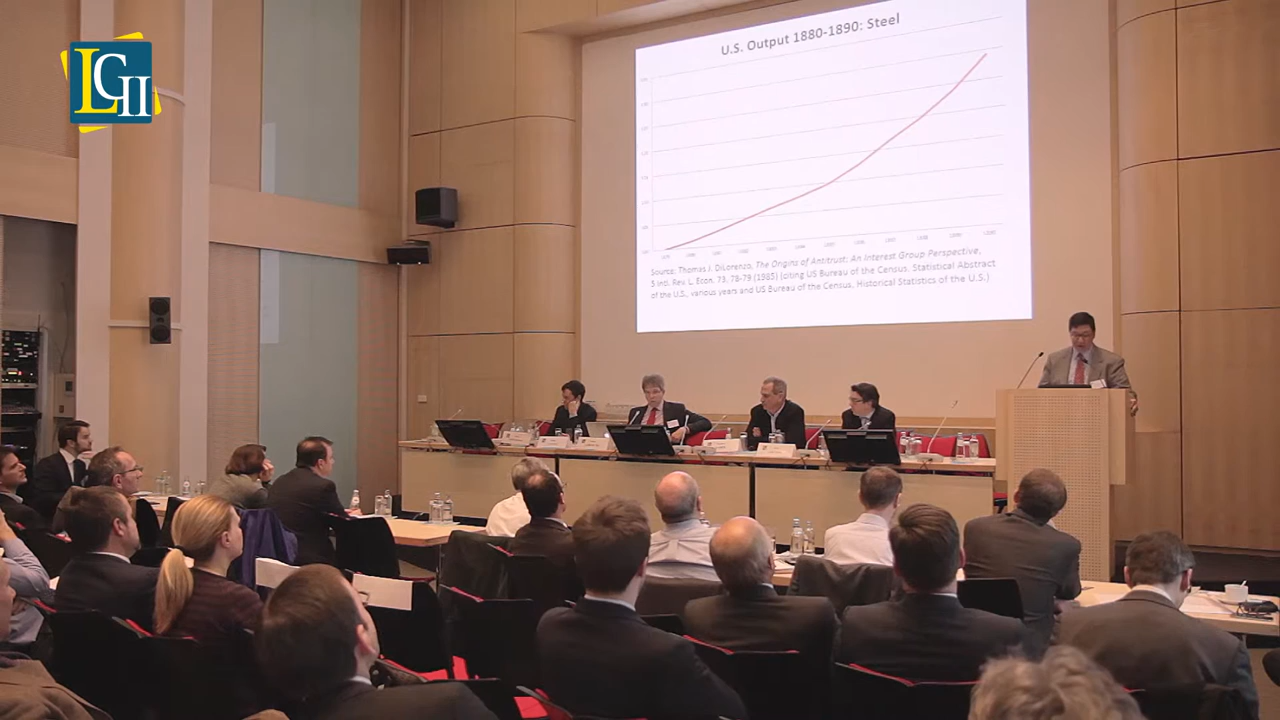 LGII
U.S. Output 1880-1890: Steel
Source: Thomas J. DiLorenzo, The Origins of Antitrust: An Interest Group Perspective,
5 Intl. Rev. L. Econ. 73, 78-79 (1985) (citing US Bureau of the Census. Statistical Abstract
of the U.S., various years and US Bureau of the Census, Historical Statistics of the U.S.)